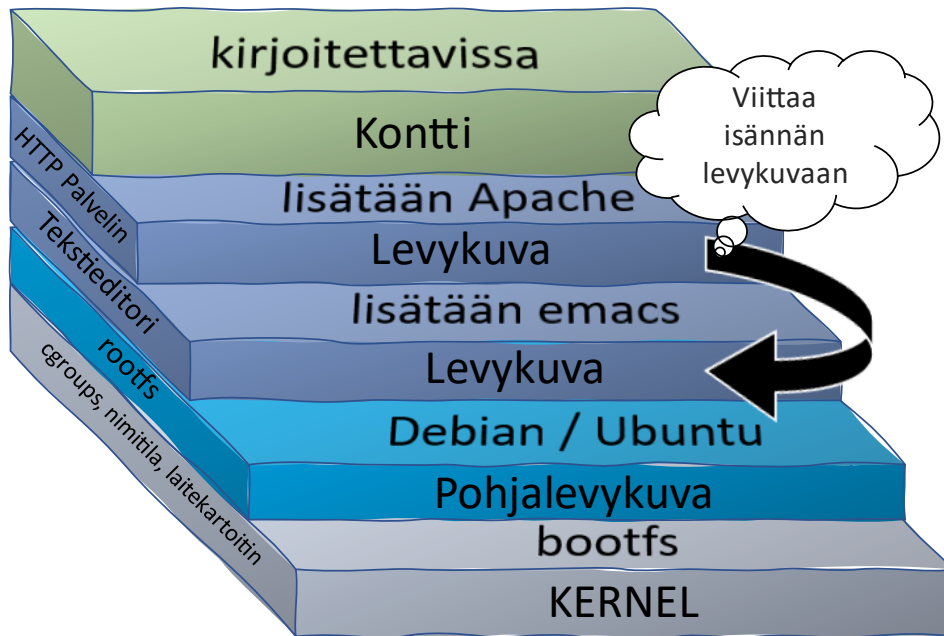 kirjoitettavissa
Kontti
Viittaa
isännän
levykuvaan
HTTP Palvelin
lisätään Apache
Levykuva
Tekstieditori
lisätään emacs
Levykuva
rootfs
Debian / Ubuntu
Pohjalevykuva
cgroups, nimitila, laitekartoitin
bootfs
KERNEL